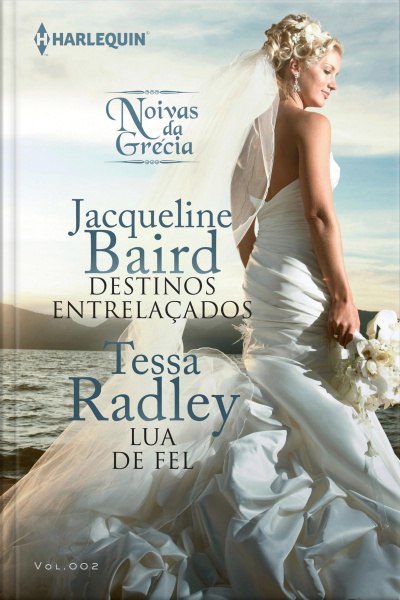 HARLEQUIN
Noivas
da
Grécia
Jacqueline
Baird
DESTINOS
ENTRELAÇADOS
Tessa
Radley
LUA
DE FEL
VOL.002